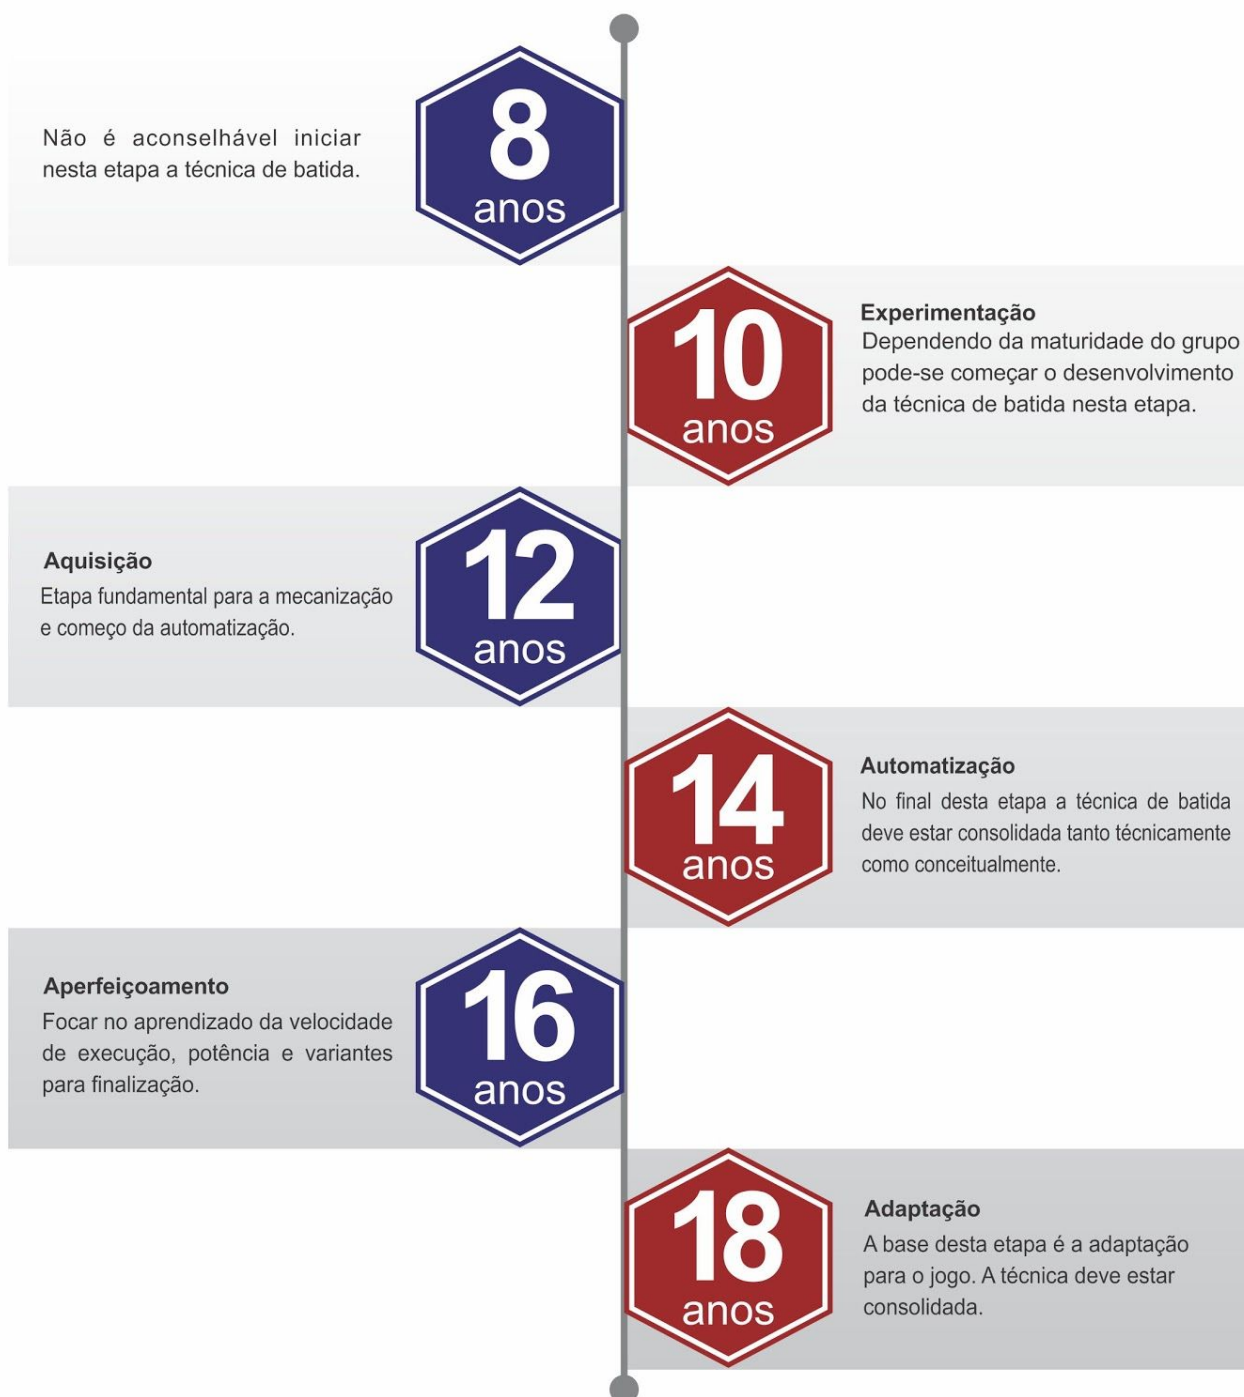 Não é aconselhável iniciar
nesta etapa a técnica de batida.
8
anos
10
anos
Experimentação
Dependendo da maturidade do grupo
pode-se começar o desenvolvimento
da técnica de batida nesta etapa.
Aquisição
Etapa fundamental para a mecanização
e começo da automatização.
12
anos
14
anos
Automatização
No final desta etapa a técnica de batida
deve estar consolidada tanto técnicamente
como conceitualmente.
Aperfeiçoamento
Focar no aprendizado da velocidade
de execução, potência e variantes
para finalização.
16
anos
18
anos
Adaptação
A base desta etapa é a adaptação
para o jogo. A técnica deve estar
consolidada.